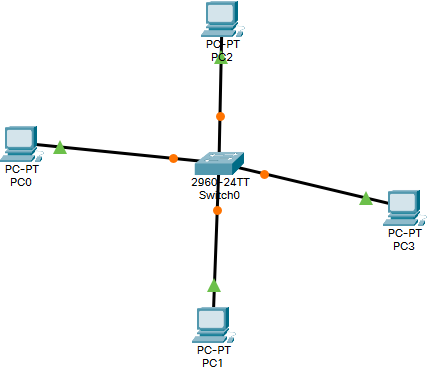 PC-PT
PC2
PC-PT
PC0
2960-24TT
Switch0
PC-PT
PC3
PC-PT
PC1